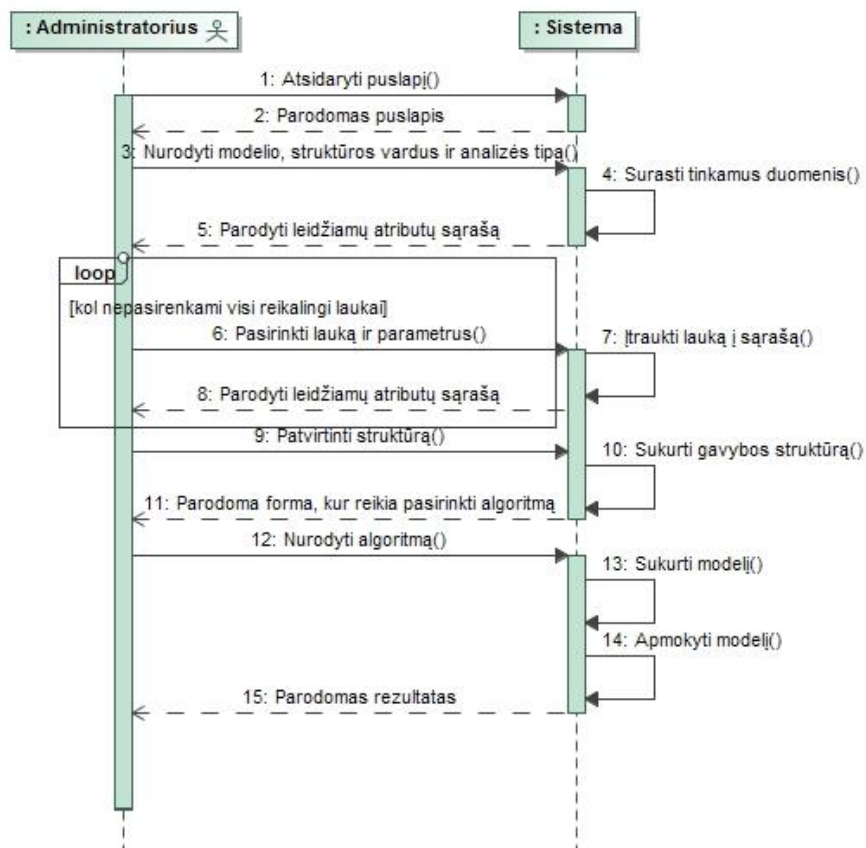 : Administratorius
: Sistema
1: Atsidaryti puslapį()
2: Parodomas puslapis
3: Nurodyti modelio, struktūros vardus ir analizės tipą()
4: Surasti tinkamus duomenis()
5: Parodyti leidžiamų atributų sąrašą
loop
[kol nepasirenkami visi reikalingi laukai]
6: Pasirinkti lauką ir parametrus()
7: Įtraukti lauką į sąrašą()
8: Parodyti leidžiamų atributų sąrašą
9: Patvirtinti struktūrą()
10: Sukurti gavybos struktūrą()
11: Parodoma forma, kur reikia pasirinkti algoritmą
12: Nurodyti algoritmą()
13: Sukurti modelį()
14: Apmokyti modelį()
15: Parodomas rezultatas